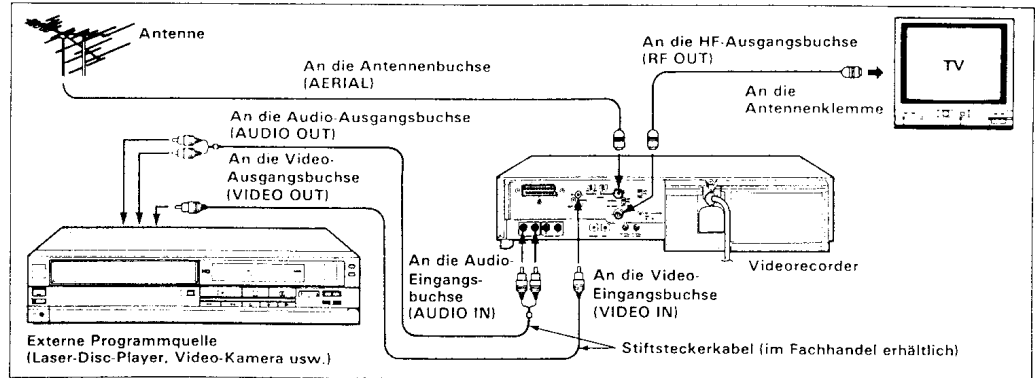 Antenne
An die Antennenbuchse
(AERIAL)
An die HF-Ausgangsbuchse
(RF OUT)
TV
An die
Antennenklemme
An die Audio-Ausgangsbuchse
(AUDIO OUT)
An die Video-
Ausgangsbuchse
(VIDEO OUT)
An die Audio-
Eingangs-
buchse
(AUDIO IN)
An die Video-
Eingangsbuchse
(VIDEO IN)
Videorecorder
Externe Programmquelle
(Laser-Disc-Player, Video-Kamera usw.)
Stiftsteckerkabel (im Fachhandel erhältlich)